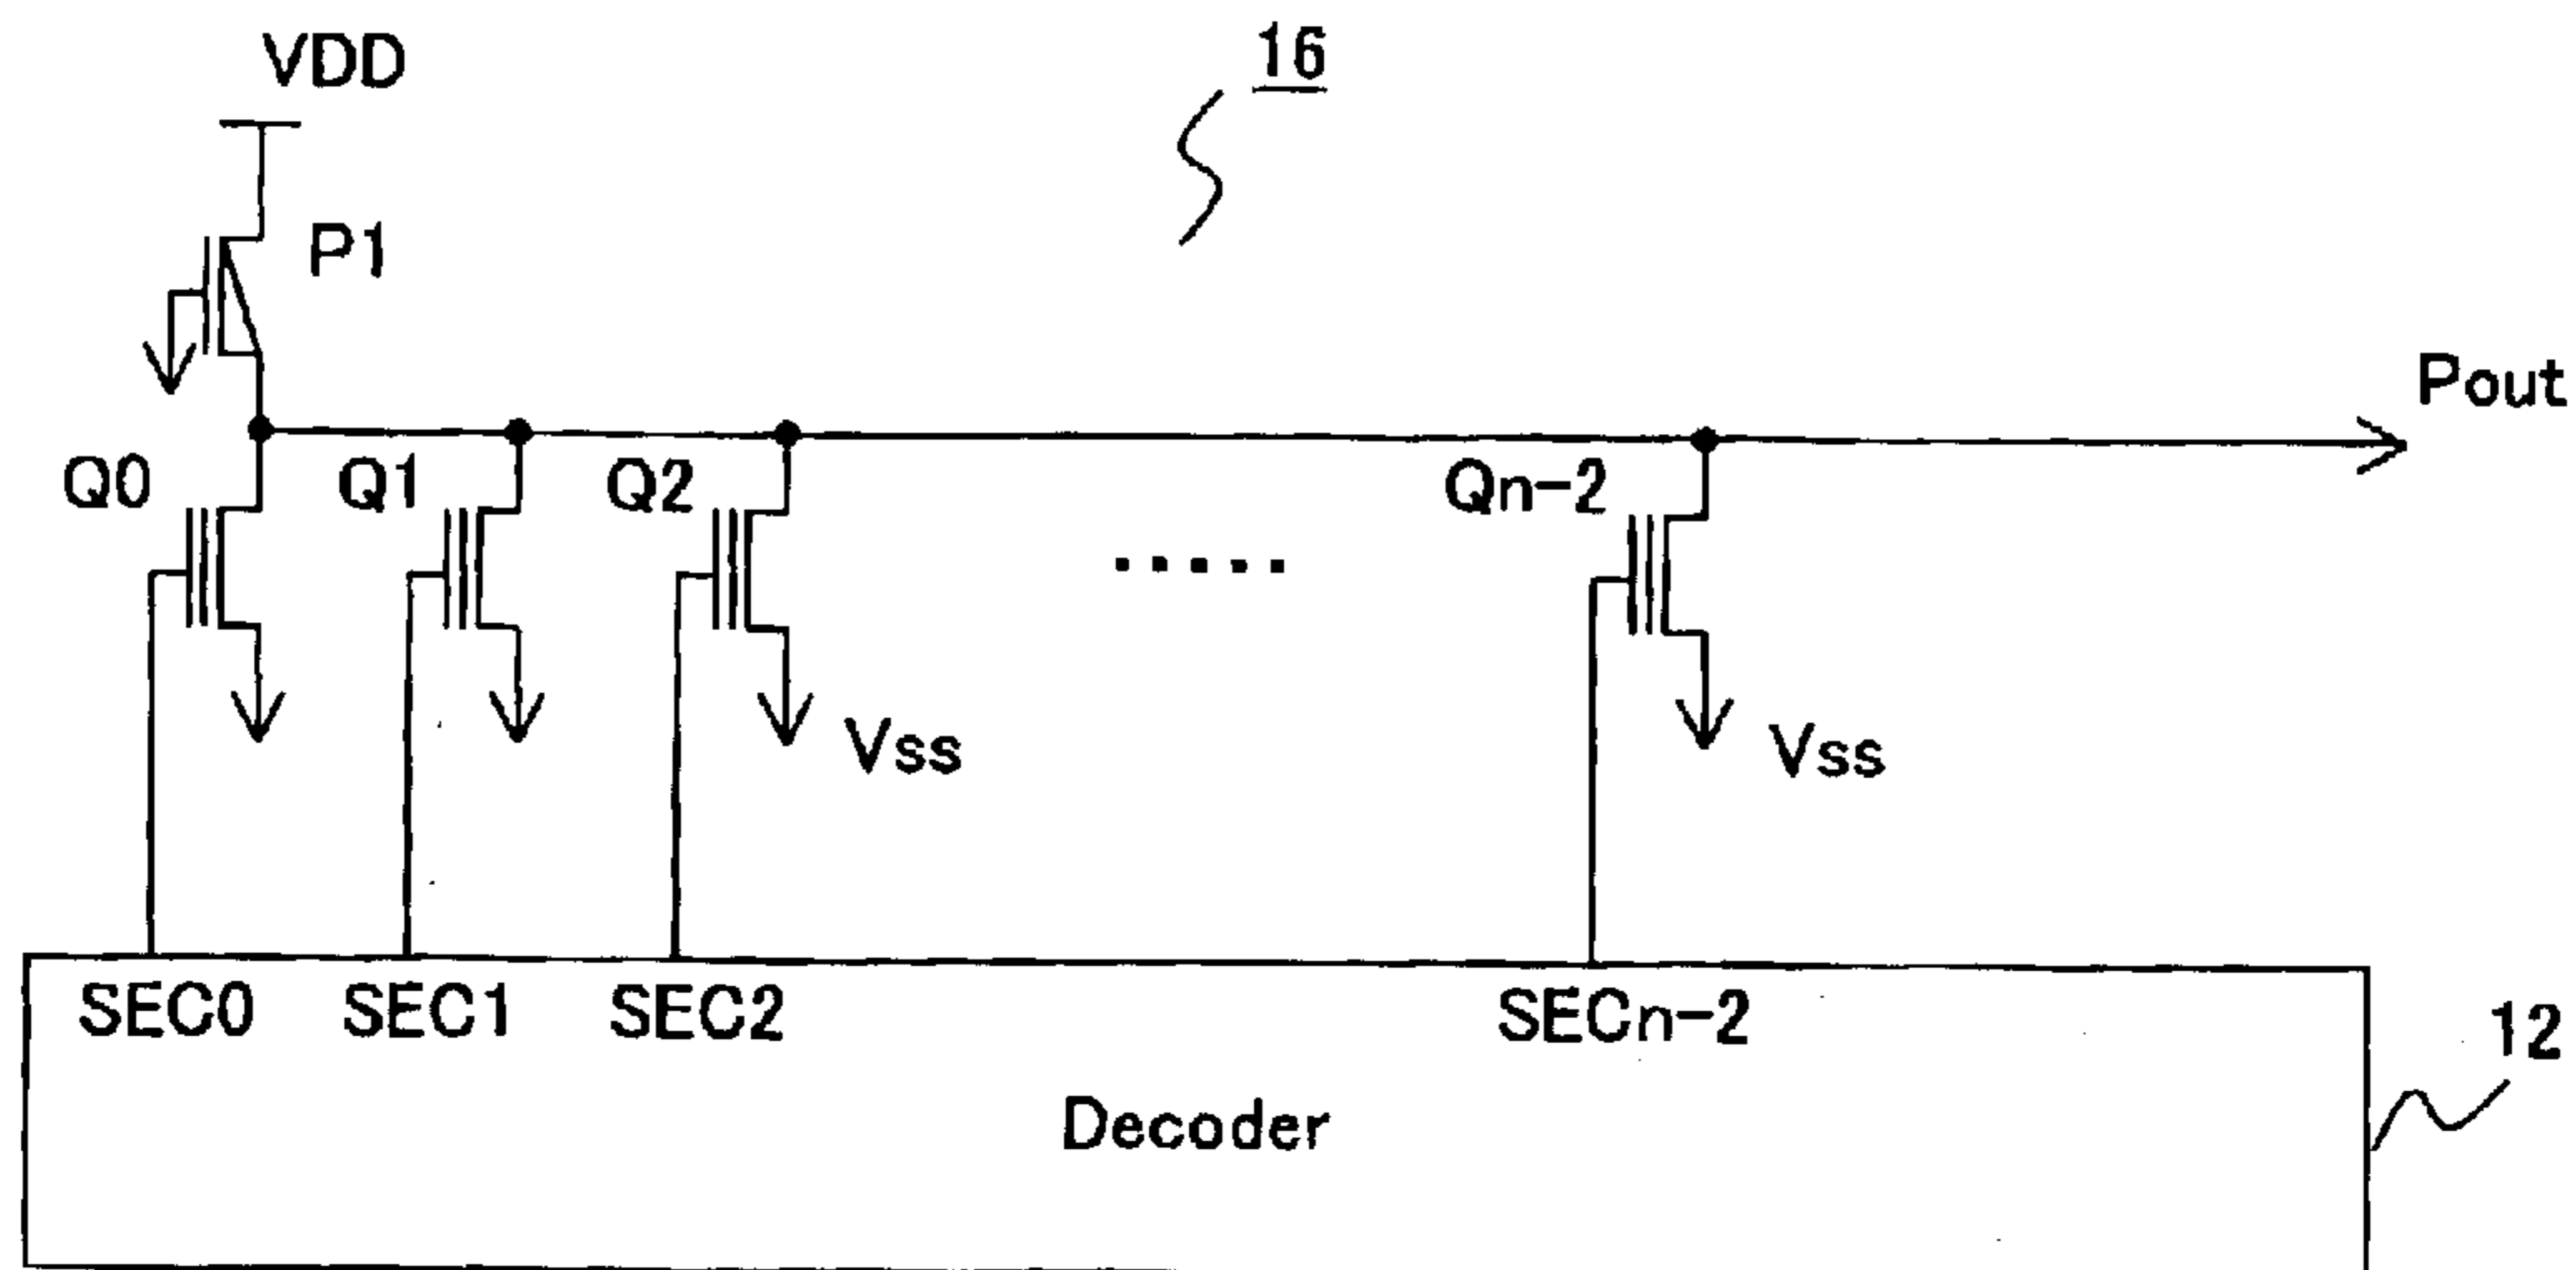 16
VDD
P1
Pout
Q0 Q1 Q2 Qn-2
Vss Vss
SEC0 SEC1 SEC2 SECn-2
12
Decoder